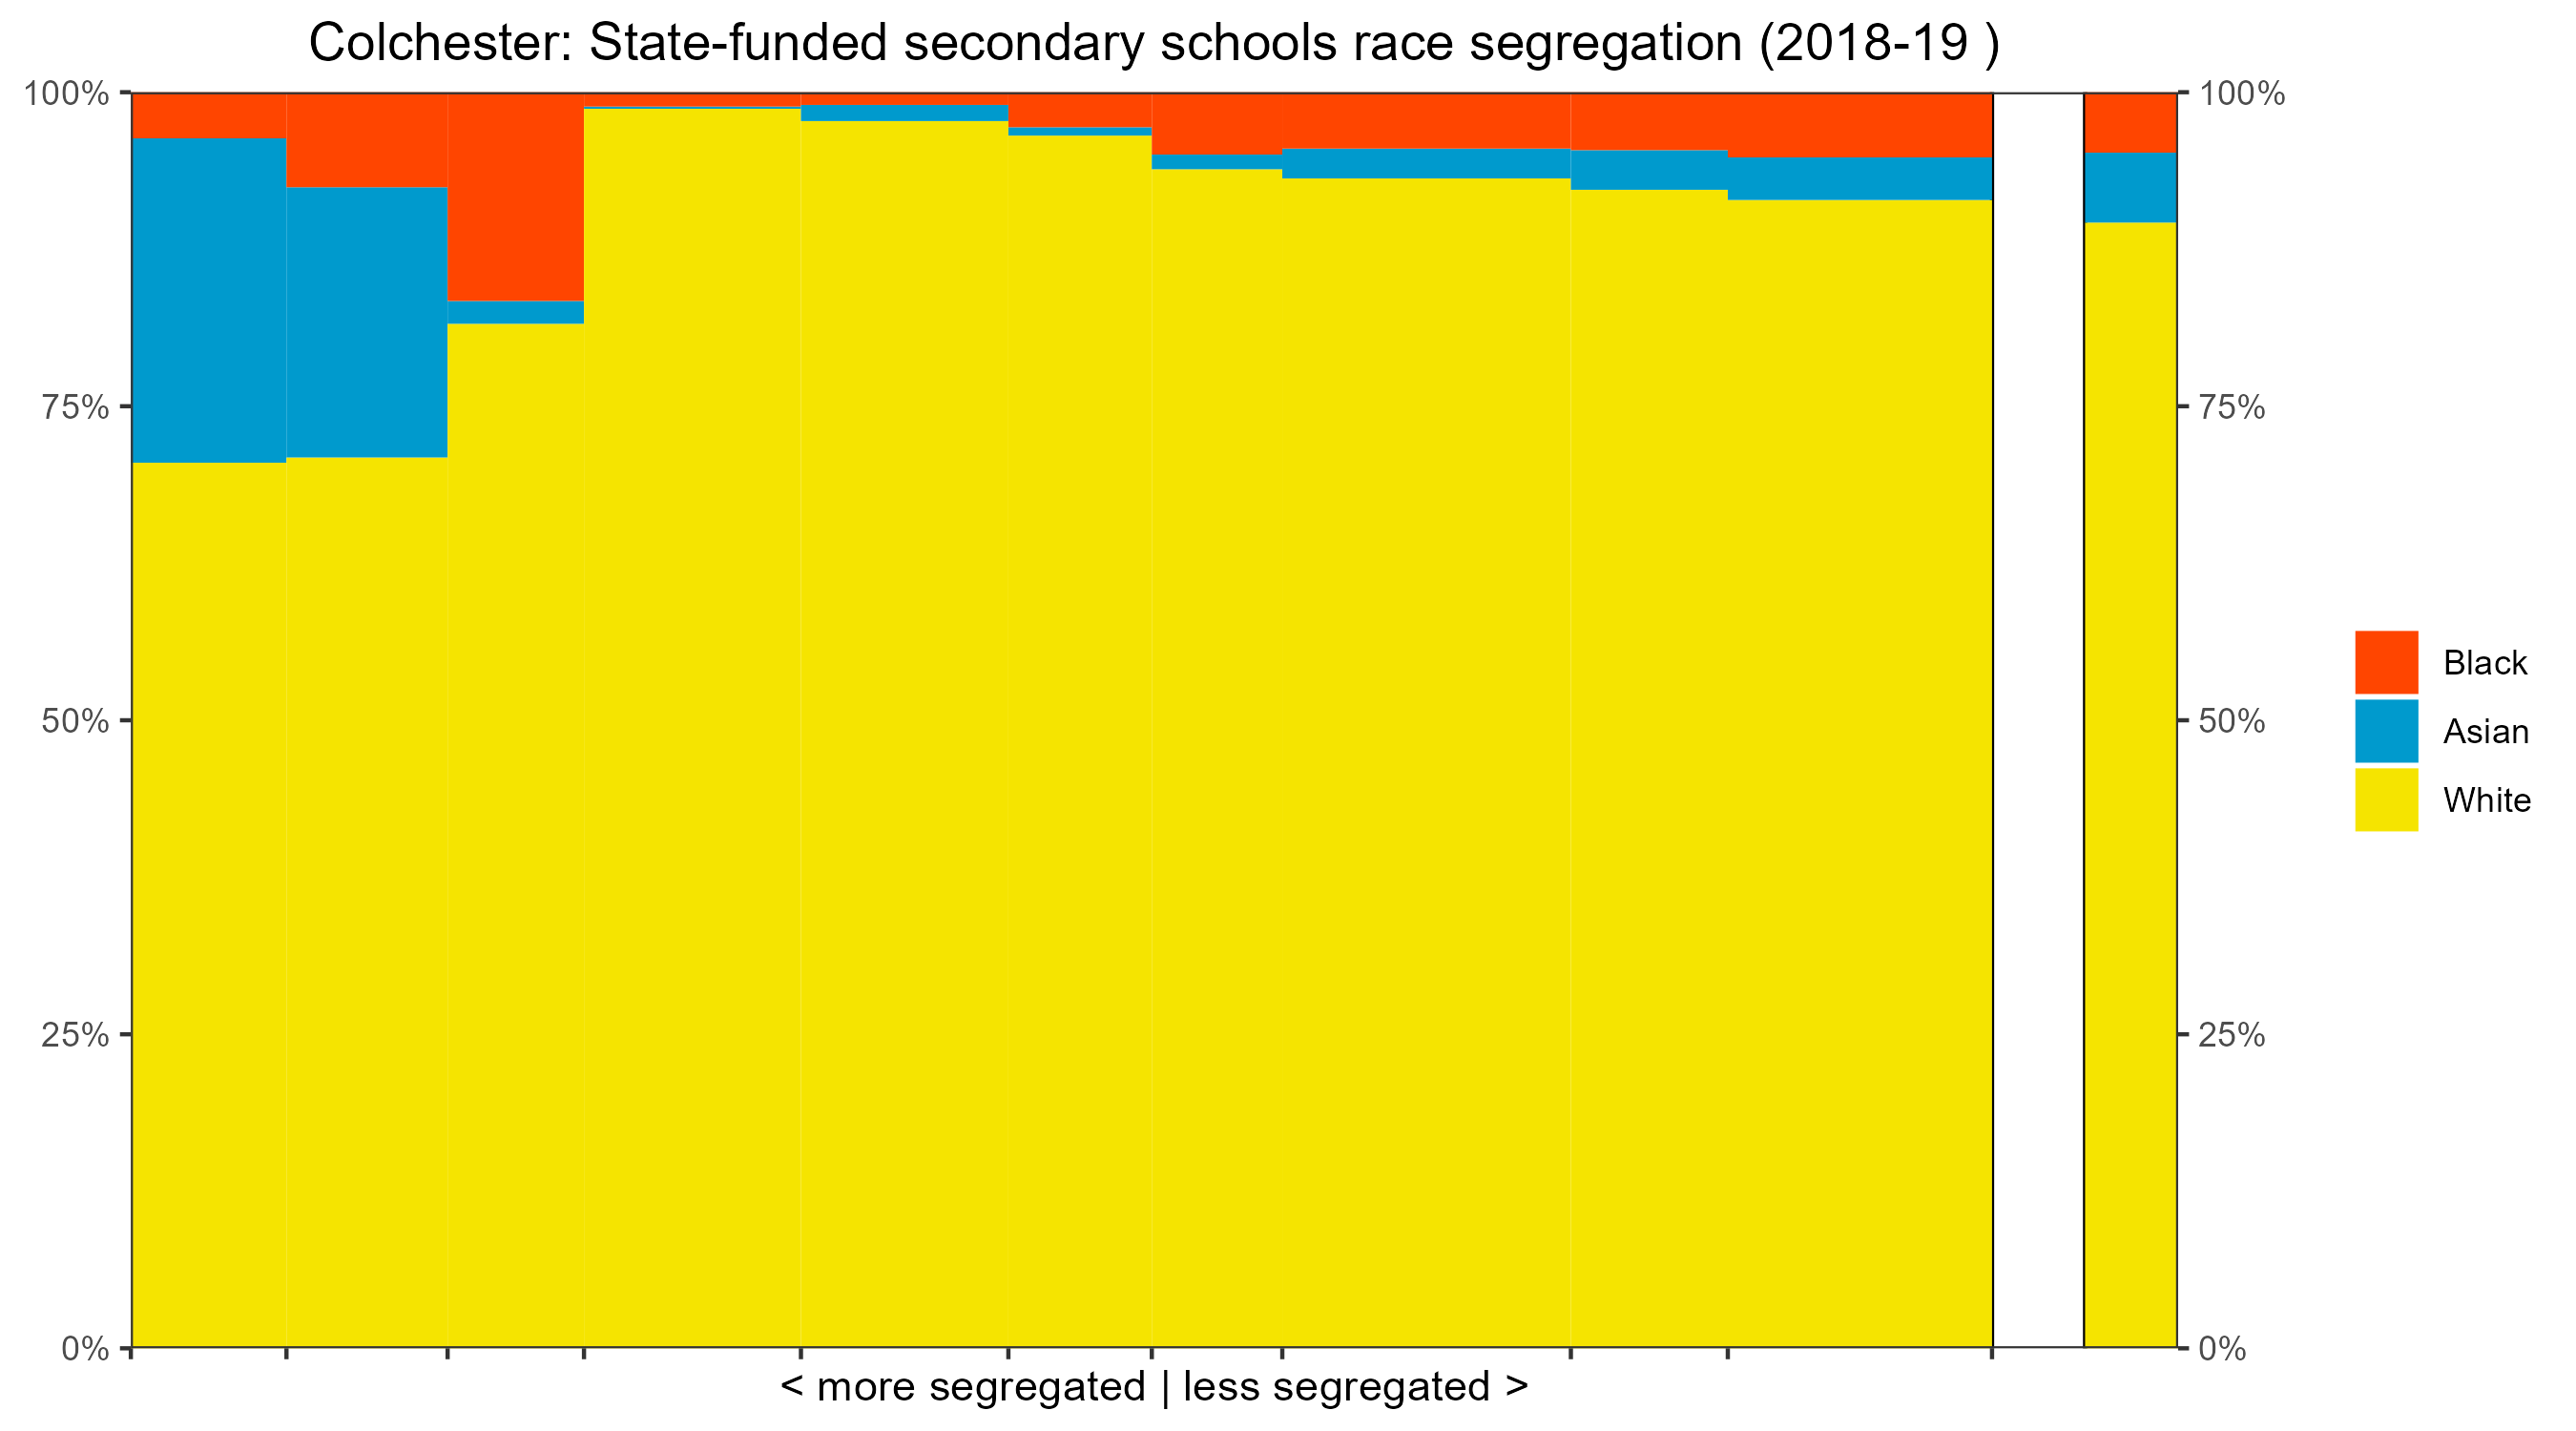 Colchester: State-funded secondary schools race segregation (2018-19 )
100%
75%
50%
25%
0%
100%
75%
50%
25%
0%
Black
Asian
White
< more segregated | less segregated >